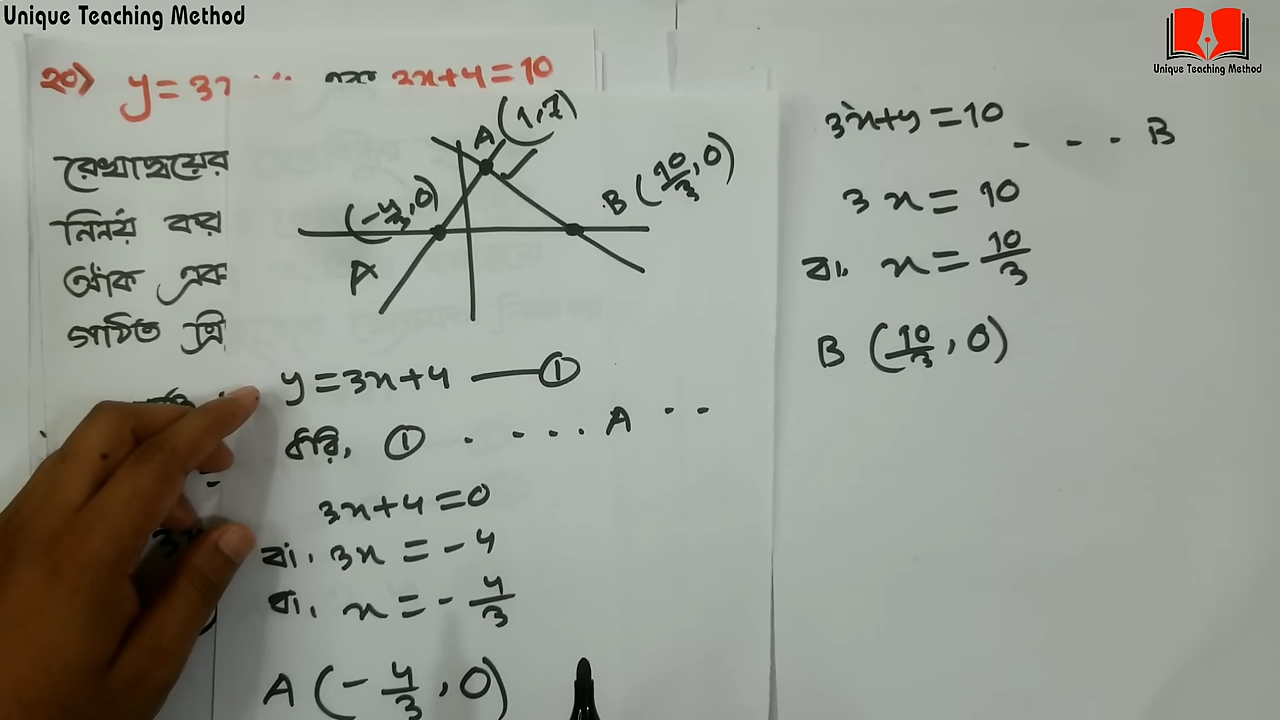 Unique Teaching Method
Unique Teaching Method
২০) y = 3x এবং 3x+y=10
রেখাদ্বয়ের
নির্ণয় কর
আঁক এবং
গঠিত ত্রি
A (1,7)
(-4/3, 0)
B (10/3, 0)
A
y = 3x+4 —— ①
ধরি, ① . . . . . A . .
3x+4=0
বা, 3x = -4
বা, x = - 4/3
A (- 4/3, 0)
3x+y=10 . . . B
3x = 10
বা, x = 10/3
B (10/3, 0)